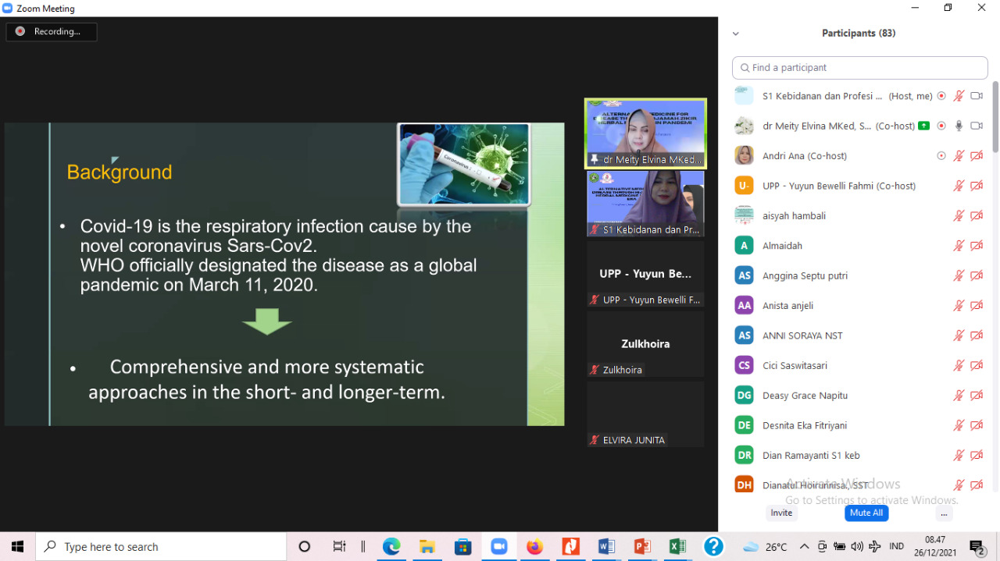 Zoom Meeting
Recording...
Background
Coronavirus
• Covid-19 is the respiratory infection cause by the
novel coronavirus Sars-Cov2.
WHO officially designated the disease as a global
pandemic on March 11, 2020.
• Comprehensive and more systematic
approaches in the short- and longer-term.
dr Meity Elvina MKed...
S1 Kebidanan dan Pr...
UPP - Yuyun Be...
UPP - Yuyun Bewelli F...
Zulkhoira
Zulkhoira
ELVIRA JUNITA
Participants (83)
Find a participant
S1 Kebidanan dan Profesi ... (Host, me)
dr Meity Elvina MKed, S... (Co-host)
Andri Ana (Co-host)
U- UPP - Yuyun Bewelli Fahmi (Co-host)
aisyah hambali
A Almaidah
AS Anggina Septu putri
AA Anista anjeli
AS ANNI SORAYA NST
CS Cici Saswitasari
DG Deasy Grace Napitu
DE Desnita Eka Fitriyani
DR Dian Ramayanti S1 keb
DH Dianatul Hoirunnisa., SST
Activate Windows
Go to Settings to activate Windows.
Invite Mute All ...
Type here to search
26°C
IND
08.47
26/12/2021
2